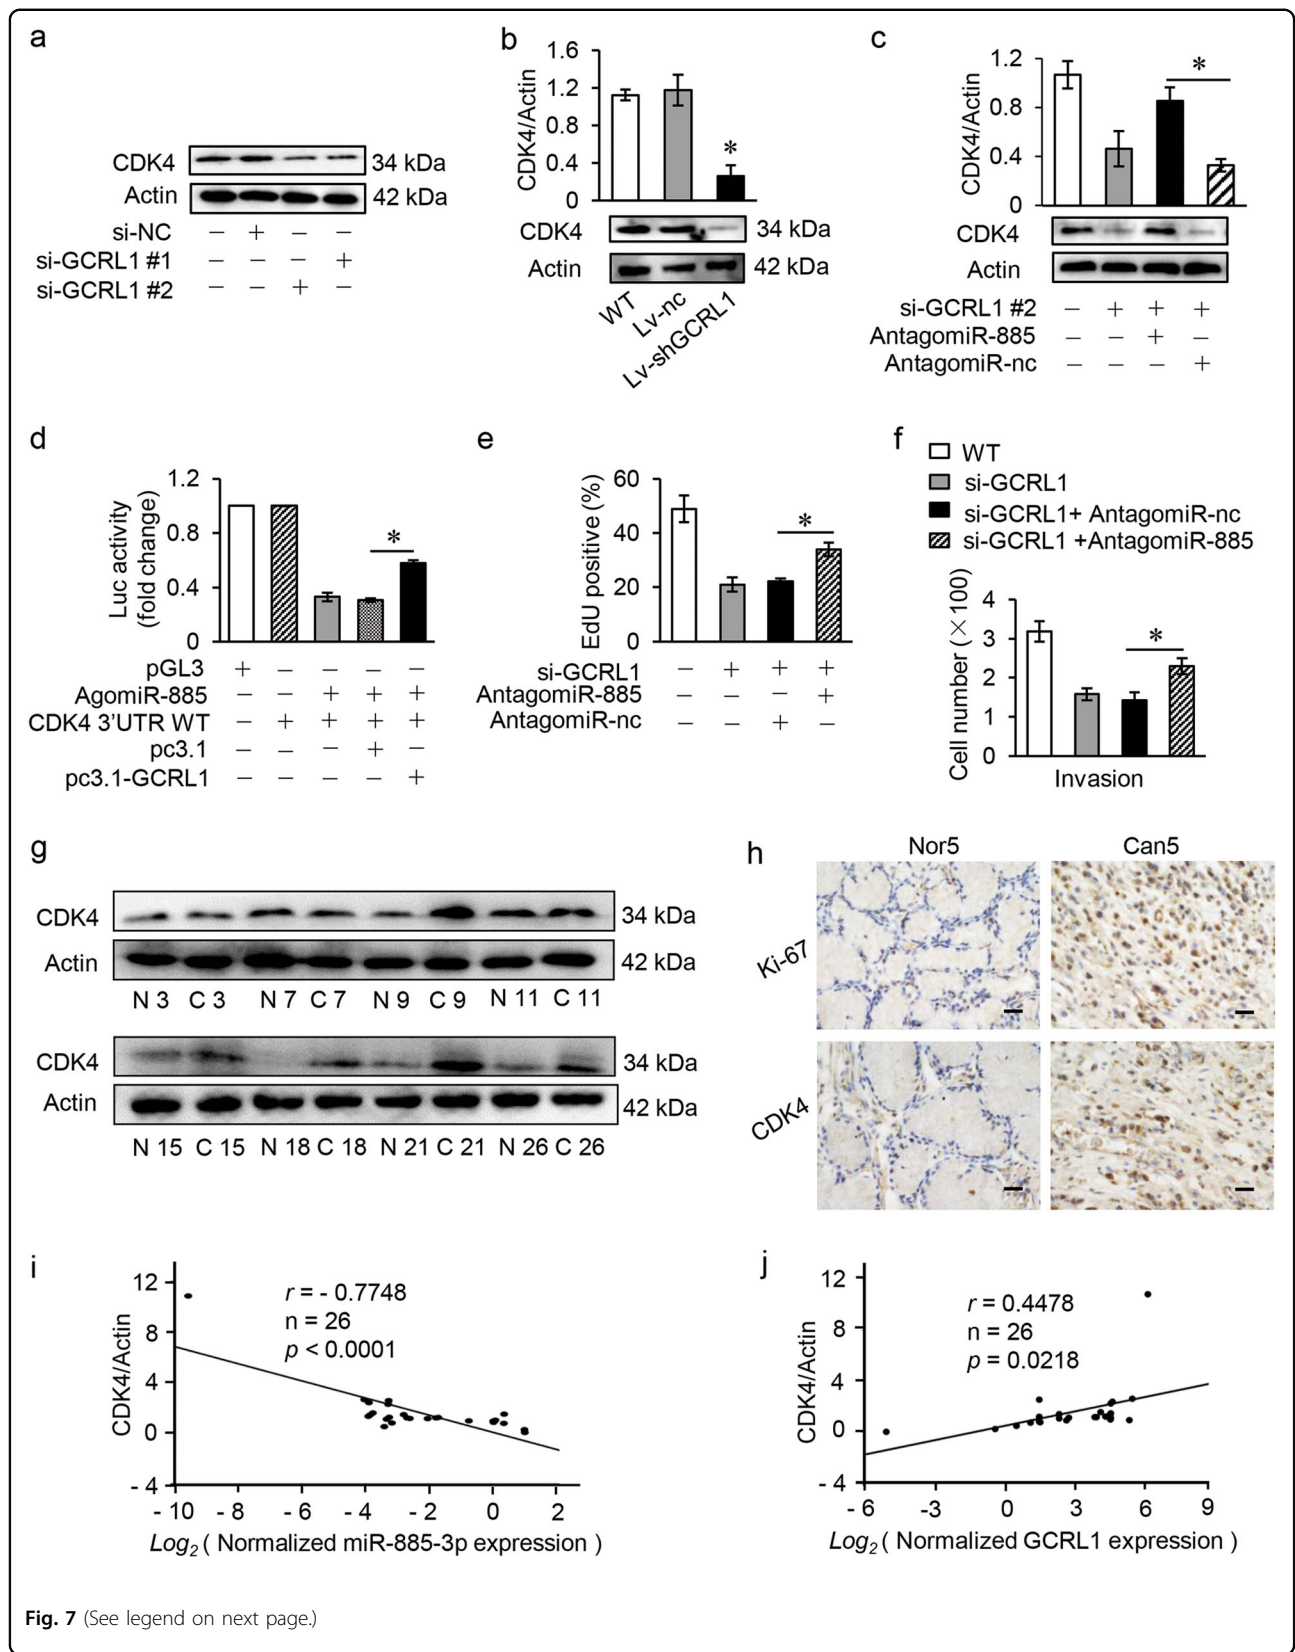 a
CDK4 34 kDa
Actin 42 kDa
si-NC − + − −
si-GCRL1 #1 − − − +
si-GCRL1 #2 − − + −
b
CDK4/Actin
1.6
1.2
0.8
0.4
0
*
CDK4 34 kDa
Actin 42 kDa
WT
Lv-nc
Lv-shGCRL1
c
CDK4/Actin
1.2
0.8
0.4
0
*
CDK4
Actin
si-GCRL1 #2 − + + +
AntagomiR-885 − − + −
AntagomiR-nc − − − +
d
Luc activity
(fold change)
1.2
0.8
0.4
0
*
pGL3 + − − − −
AgomiR-885 − − + + +
CDK4 3'UTR WT − + + + +
pc3.1 − − − + −
pc3.1-GCRL1 − − − − +
e
EdU positive (%)
60
40
20
0
*
si-GCRL1 − + + +
AntagomiR-885 − − − +
AntagomiR-nc − − + −
f
WT
si-GCRL1
si-GCRL1+ AntagomiR-nc
si-GCRL1 +AntagomiR-885
Cell number (×100)
4
3
2
1
0
*
Invasion
g
CDK4 34 kDa
Actin 42 kDa
N 3 C 3 N 7 C 7 N 9 C 9 N 11 C 11
CDK4 34 kDa
Actin 42 kDa
N 15 C 15 N 18 C 18 N 21 C 21 N 26 C 26
h
Nor5 Can5
Ki-67
CDK4
i
CDK4/Actin
12
8
4
0
- 4
r = - 0.7748
n = 26
p < 0.0001
- 10 - 8 - 6 - 4 - 2 0 2
Log2 ( Normalized miR-885-3p expression )
j
CDK4/Actin
12
8
4
0
- 4
r = 0.4478
n = 26
p = 0.0218
- 6 -3 0 3 6 9
Log2 ( Normalized GCRL1 expression )
Fig. 7 (See legend on next page.)